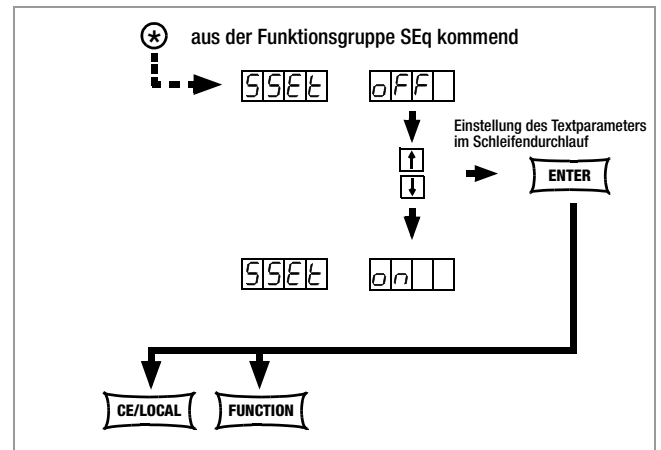 * aus der Funktionsgruppe SEq kommend
SSEt oFF
Einstellung des Textparameters
im Schleifendurchlauf
ENTER
SSEt on
CE/LOCAL FUNCTION